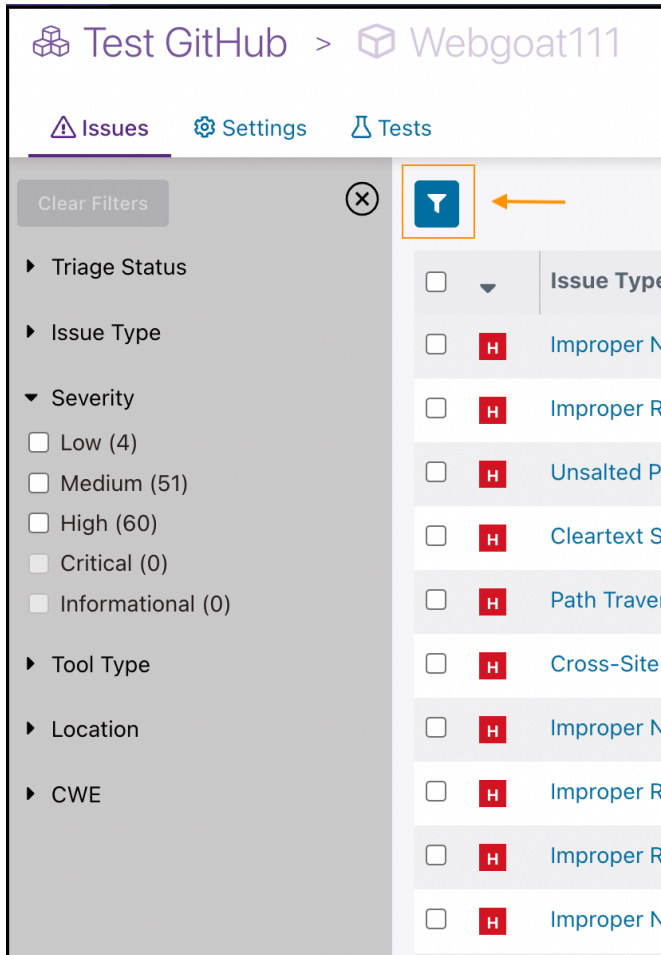 Test GitHub > Webgoat111
Issues Settings Tests
Clear Filters
Triage Status
Issue Type
Severity
Low (4)
Medium (51)
High (60)
Critical (0)
Informational (0)
Tool Type
Location
CWE
Issue Type
H Improper N
H Improper R
H Unsalted P
H Cleartext S
H Path Traver
H Cross-Site
H Improper N
H Improper R
H Improper R
H Improper N